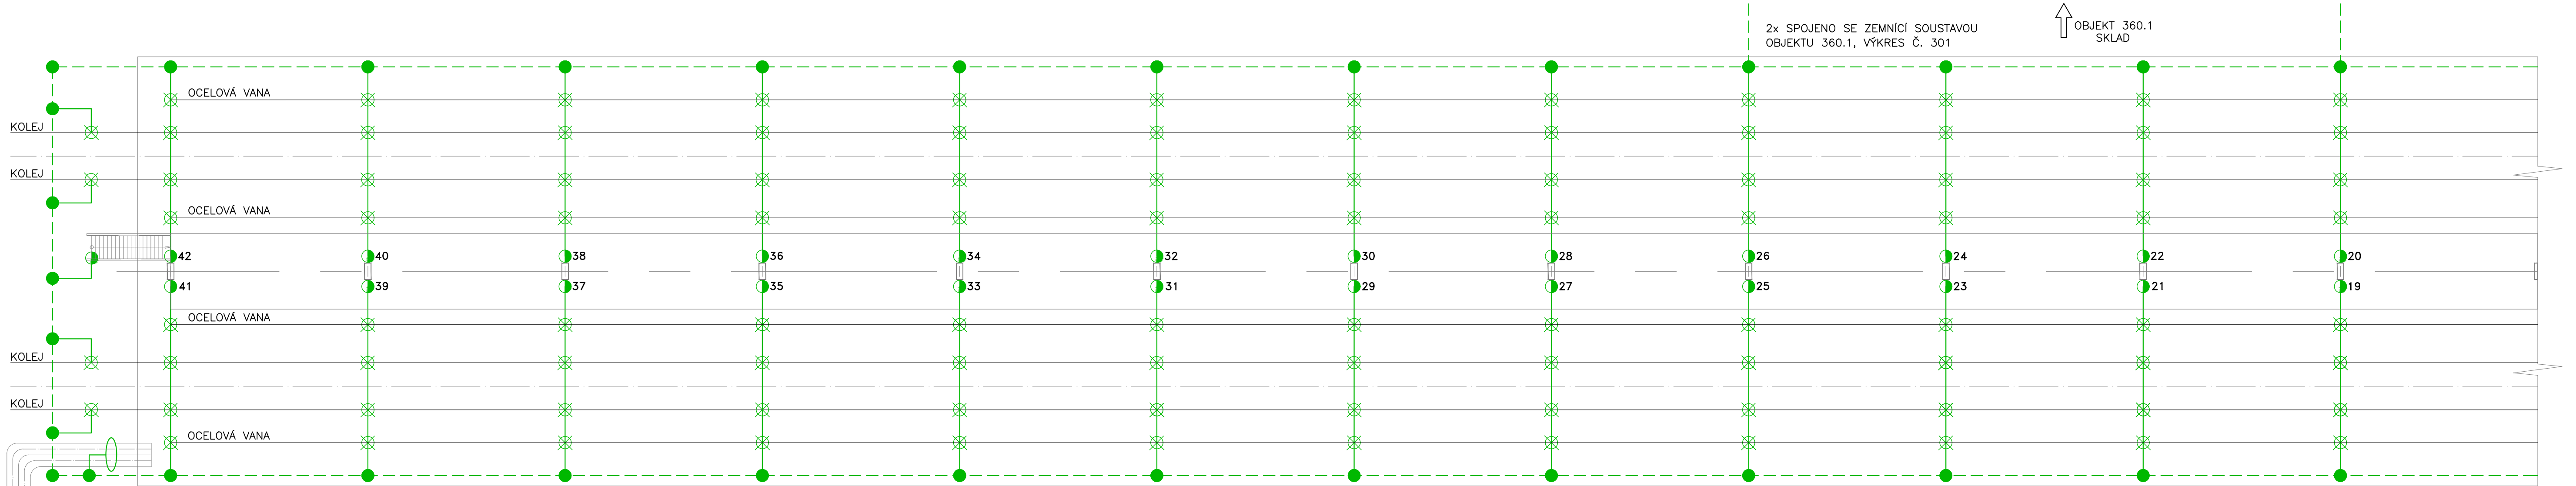 2x SPOJENO SE ZEMNÍCÍ SOUSTAVOU
OBJEKTU 360.1, VÝKRES Č. 301
OBJEKT 360.1
SKLAD
OCELOVÁ VANA
KOLEJ
KOLEJ
OCELOVÁ VANA
42 40 38 36 34 32 30 28 26 24 22 20
41 39 37 35 33 31 29 27 25 23 21 19
OCELOVÁ VANA
KOLEJ
KOLEJ
OCELOVÁ VANA